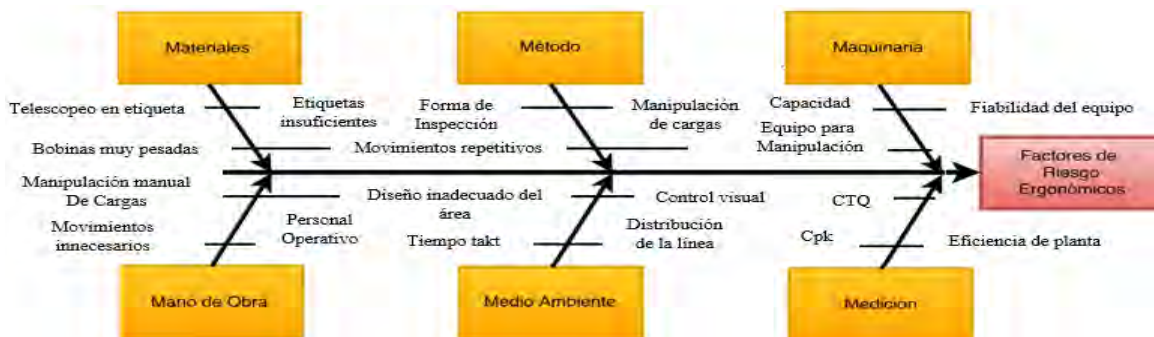 Materiales
Método
Maquinaria
Telescopeo en etiqueta
Etiquetas
insuficientes
Forma de
Inspección
Manipulación
de cargas
Capacidad
Fiabilidad del equipo
Bobinas muy pesadas
Movimientos repetitivos
Equipo para
Manipulación
Factores de
Riesgo
Ergonómicos
Manipulación manual
De Cargas
Diseño inadecuado del
área
Control visual
CTQ
Movimientos
innecesarios
Personal
Operativo
Tiempo takt
Distribución
de la línea
Cpk
Eficiencia de planta
Mano de Obra
Medio Ambiente
Medición